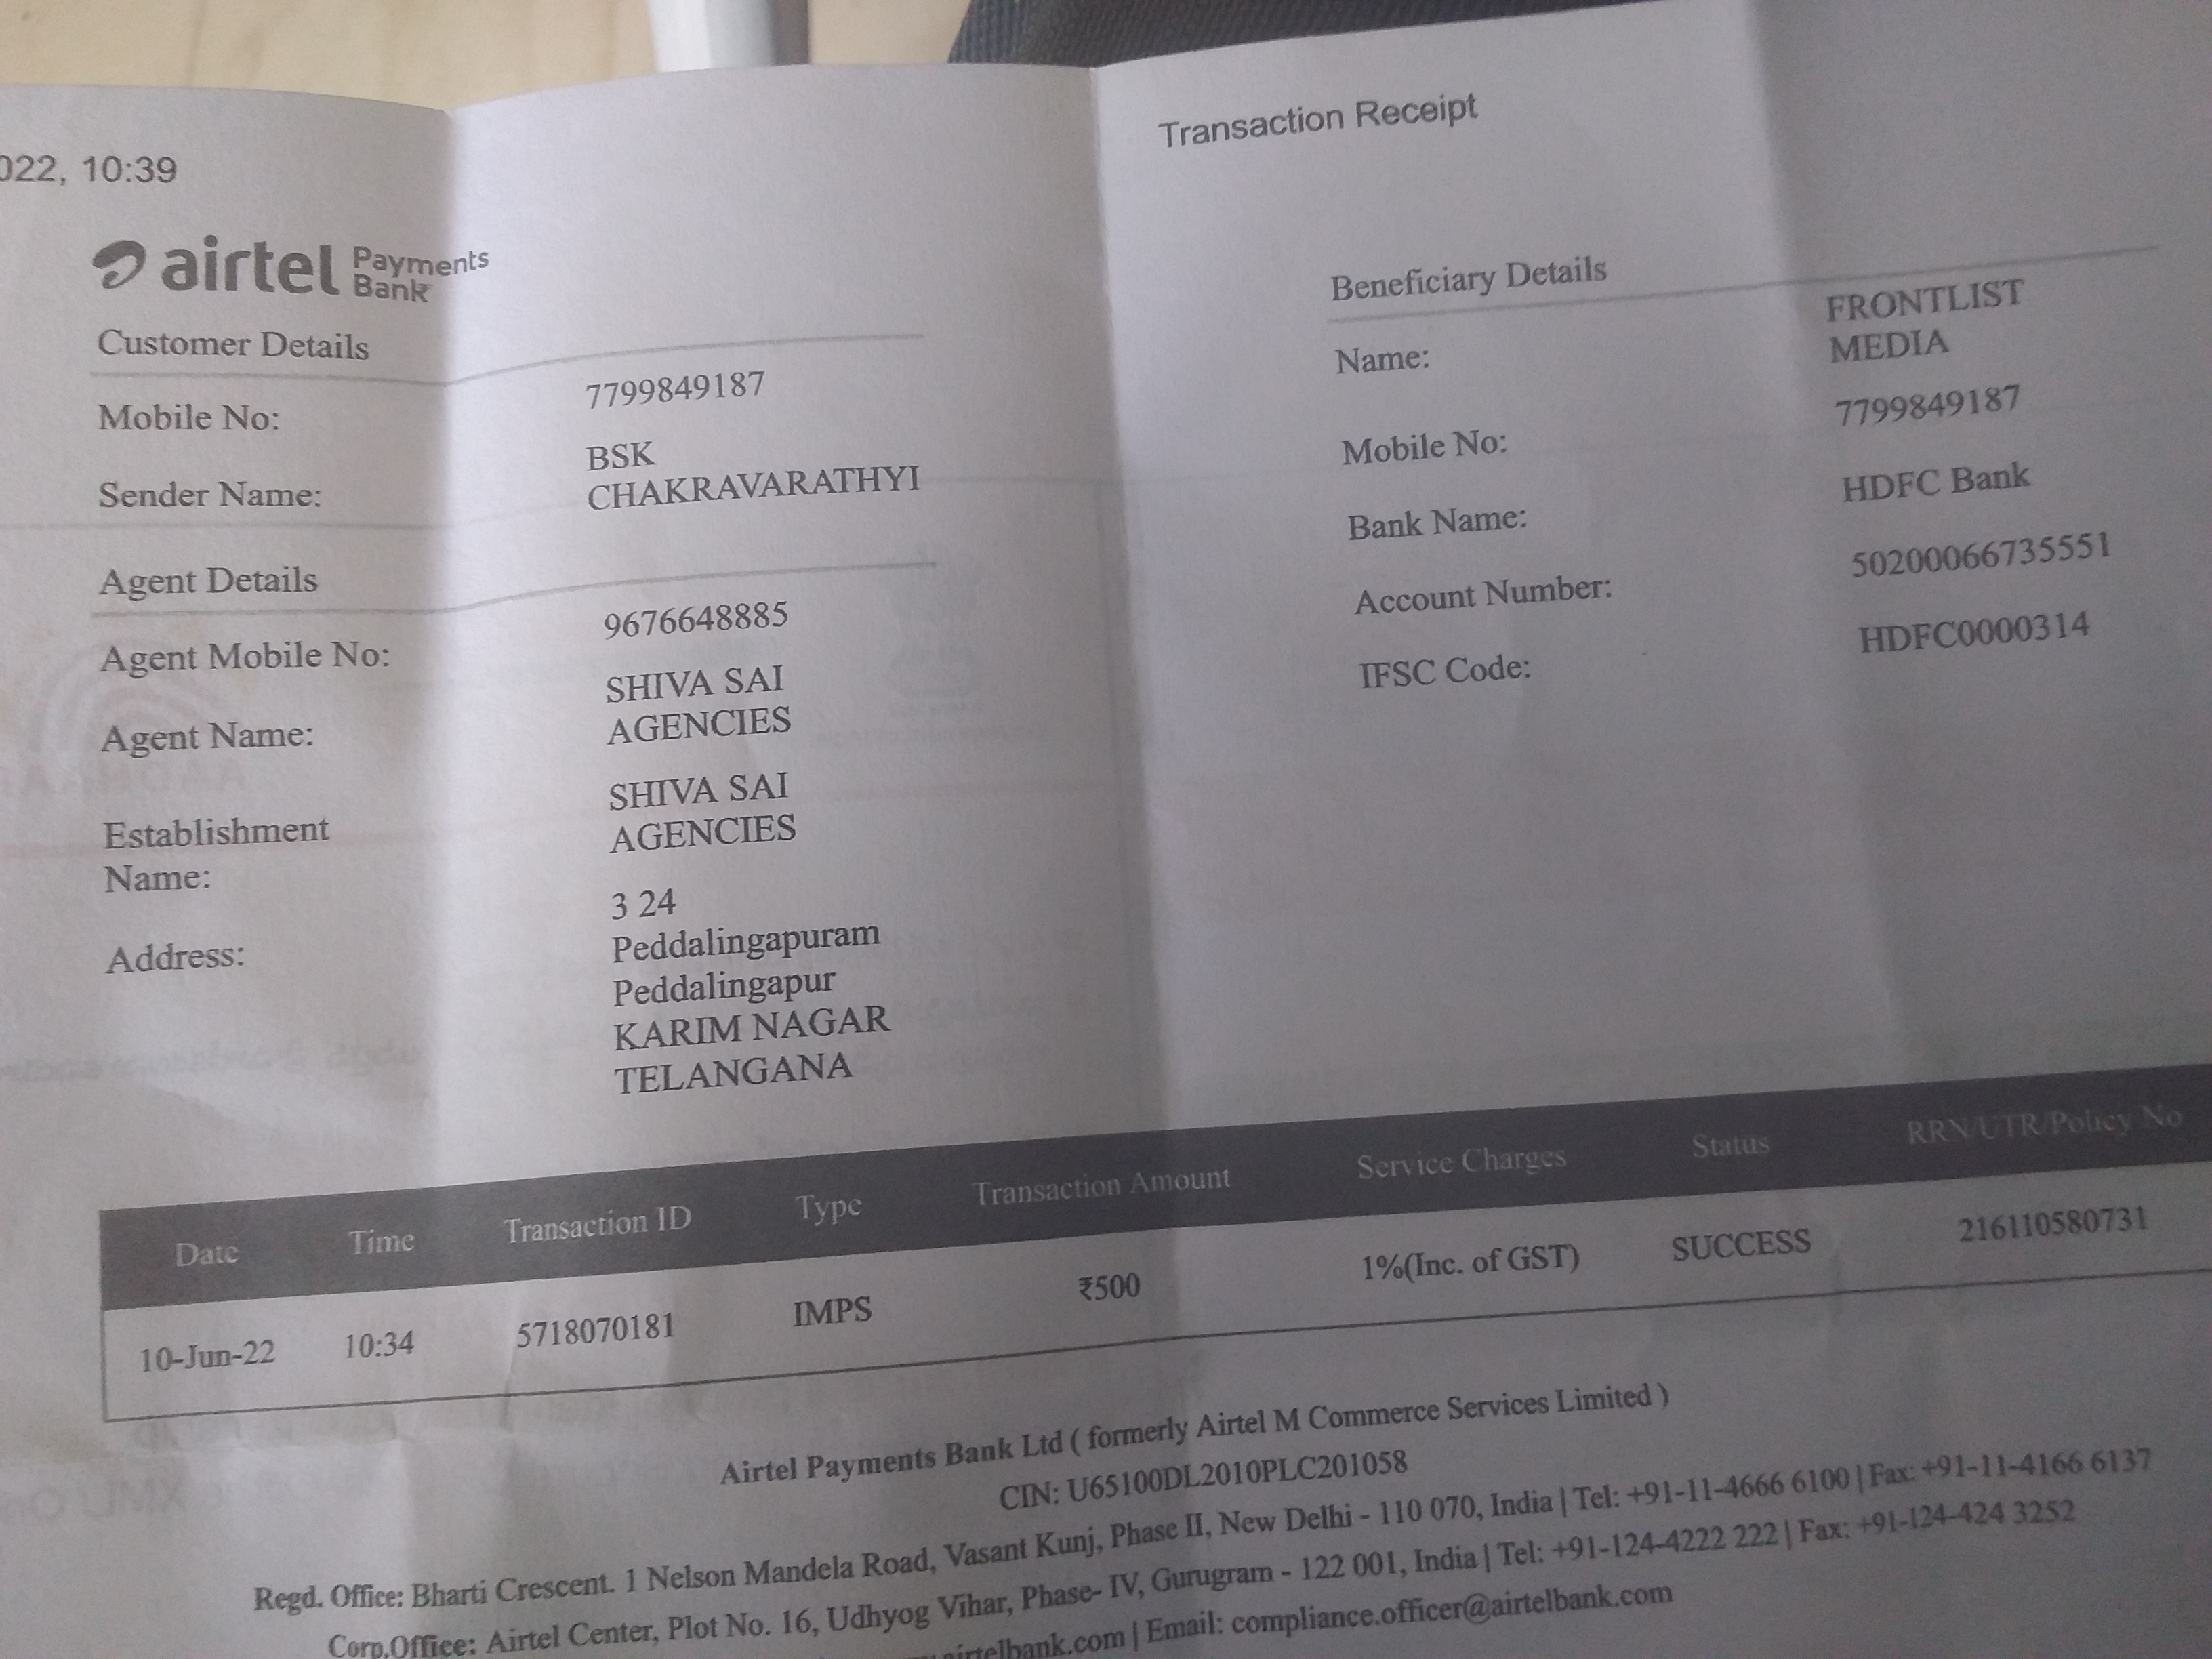 022, 10:39
Transaction Receipt
airtel Payments Bank
Customer Details
Mobile No: 7799849187
Sender Name: BSK
CHAKRAVARATHYI
Agent Details
Agent Mobile No: 9676648885
Agent Name: SHIVA SAI
AGENCIES
Establishment
Name:
SHIVA SAI
AGENCIES
Address: 3 24
Peddalingapuram
Peddalingapur
KARIM NAGAR
TELANGANA
Beneficiary Details
Name: FRONTLIST
MEDIA
Mobile No: 7799849187
Bank Name: HDFC Bank
Account Number: 50200066735551
IFSC Code: HDFC0000314
Date Time Transaction ID Type Transaction Amount Service Charges Status RRN/UTR/Policy No
10-Jun-22 10:34 5718070181 IMPS ₹500 1%(Inc. of GST) SUCCESS 216110580731
Airtel Payments Bank Ltd ( formerly Airtel M Commerce Services Limited )
CIN: U65100DL2010PLC201058
Regd. Office: Bharti Crescent. 1 Nelson Mandela Road, Vasant Kunj, Phase II, New Delhi - 110 070, India | Tel: +91-11-4666 6100 | Fax: +91-11-4166 6137
Corp.Office: Airtel Center, Plot No. 16, Udhyog Vihar, Phase- IV, Gurugram - 122 001, India | Tel: +91-124-4222 222 | Fax: +91-124-424 3252
airtelbank.com | Email: compliance.officer@airtelbank.com